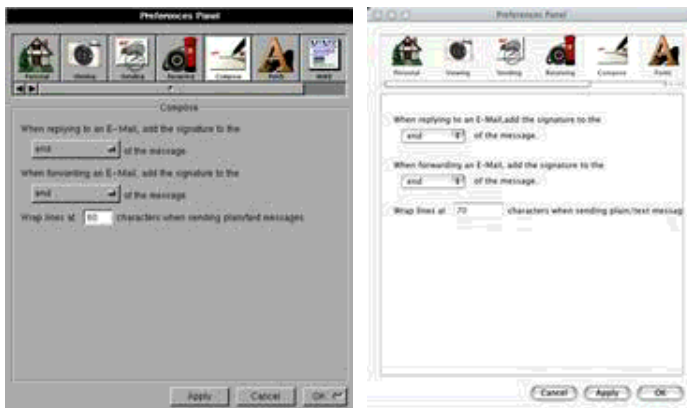 Preferences Panel
Personal Viewing Sending Receiving Compose Fonts MIME
Compose
When replying to an E-Mail, add the signature to the
end of the message.
When forwarding an E-Mail, add the signature to the
end of the message
Wrap lines at characters when sending plain/text messages
Apply Cancel OK
Preferences Panel
Personal Viewing Sending Receiving Compose Fonts
When replying to an E-Mail,add the signature to the
end of the message.
When forwarding an E-Mail, add the signature to the
end of the message.
Wrap lines at 70 characters when sending plain/text messag
Cancel Apply OK